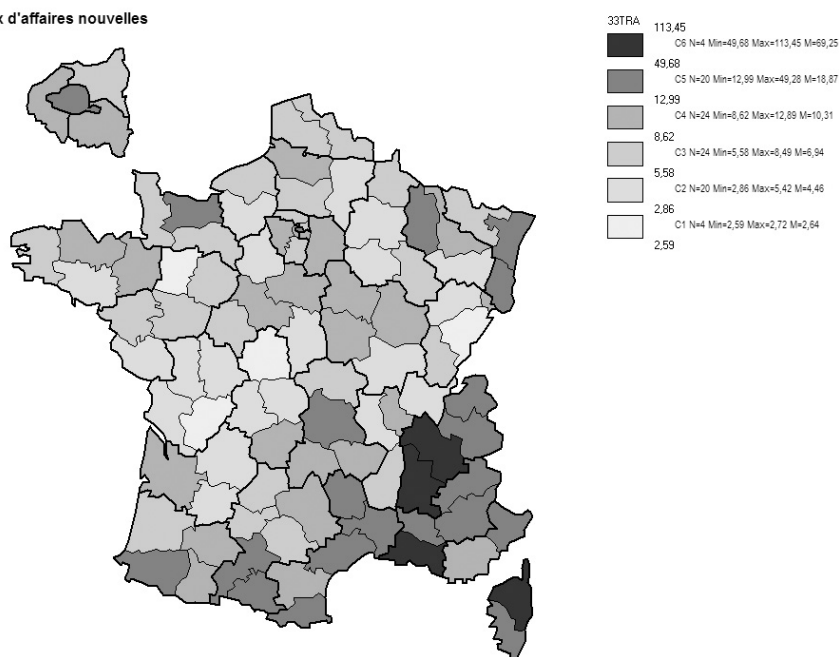 x d'affaires nouvelles
33TRA
113,45
C6 N=4 Min=49,68 Max=113,45 M=69,25
49,68
C5 N=20 Min=12,99 Max=49,28 M=18,87
12,99
C4 N=24 Min=8,62 Max=12,89 M=10,31
8,62
C3 N=24 Min=5,58 Max=8,49 M=6,94
5,58
C2 N=20 Min=2,86 Max=5,42 M=4,46
2,86
C1 N=4 Min=2,59 Max=2,72 M=2,64
2,59